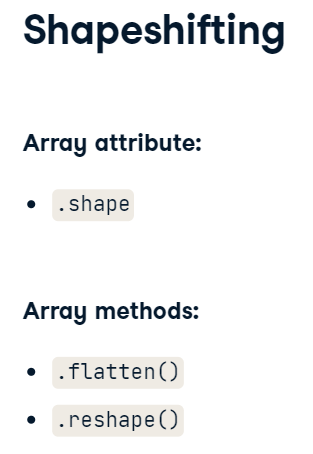 Shapeshifting
Array attribute:
• .shape
Array methods:
• .flatten()
• .reshape()